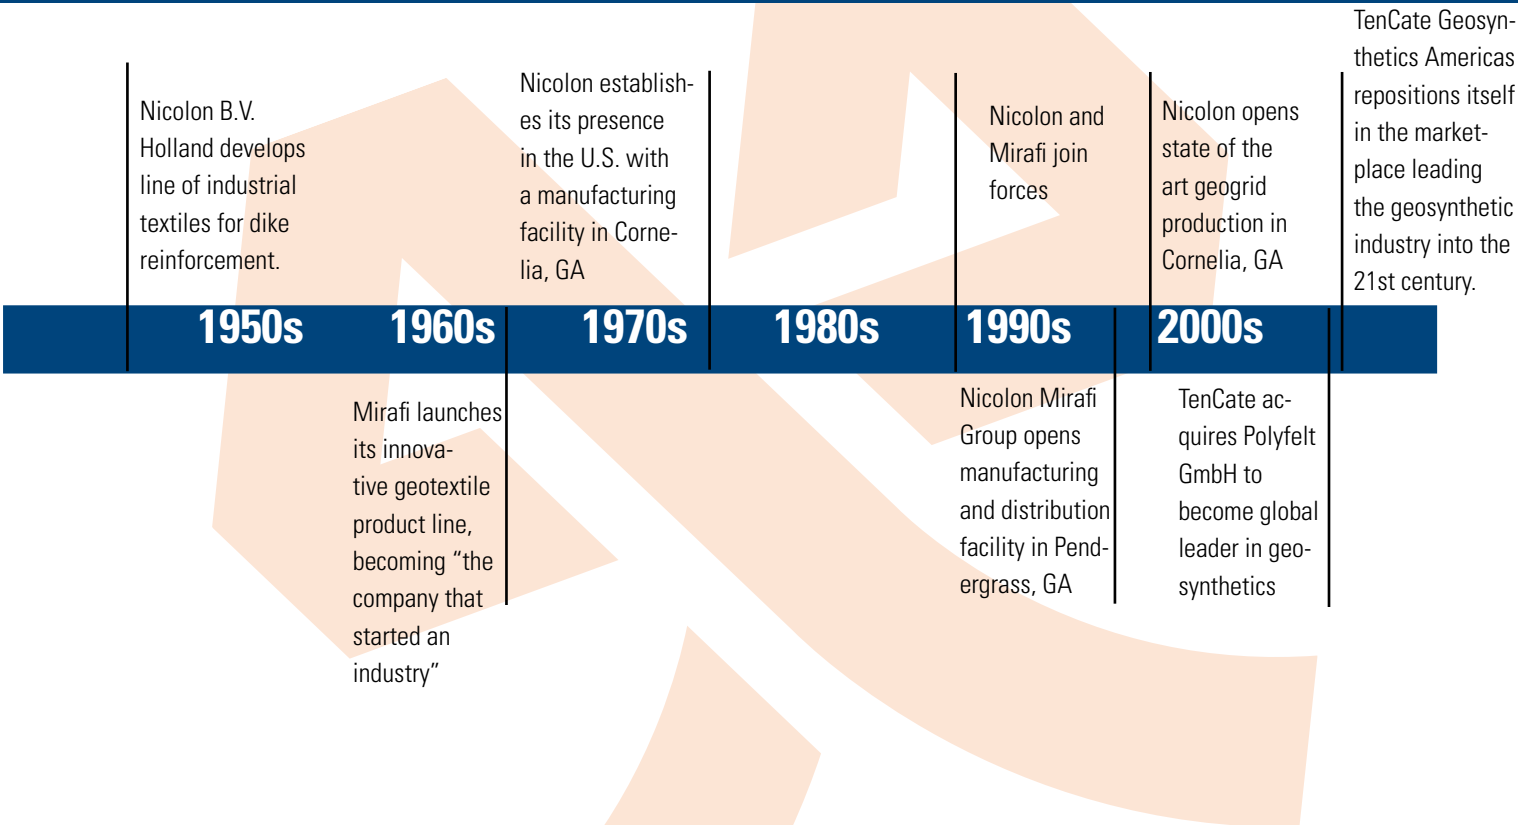 Nicolon B.V.
Holland develops
line of industrial
textiles for dike
reinforcement.
Nicolon establish-
es its presence
in the U.S. with
a manufacturing
facility in Corne-
lia, GA
Nicolon and
Mirafi join
forces
Nicolon opens
state of the
art geogrid
production in
Cornelia, GA
TenCate Geosyn-
thetics Americas
repositions itself
in the market-
place leading
the geosynthetic
industry into the
21st century.
1950s 1960s 1970s 1980s 1990s 2000s
Mirafi launches
its innova-
tive geotextile
product line,
becoming “the
company that
started an
industry”
Nicolon Mirafi
Group opens
manufacturing
and distribution
facility in Pend-
ergrass, GA
TenCate ac-
quires Polyfelt
GmbH to
become global
leader in geo-
synthetics